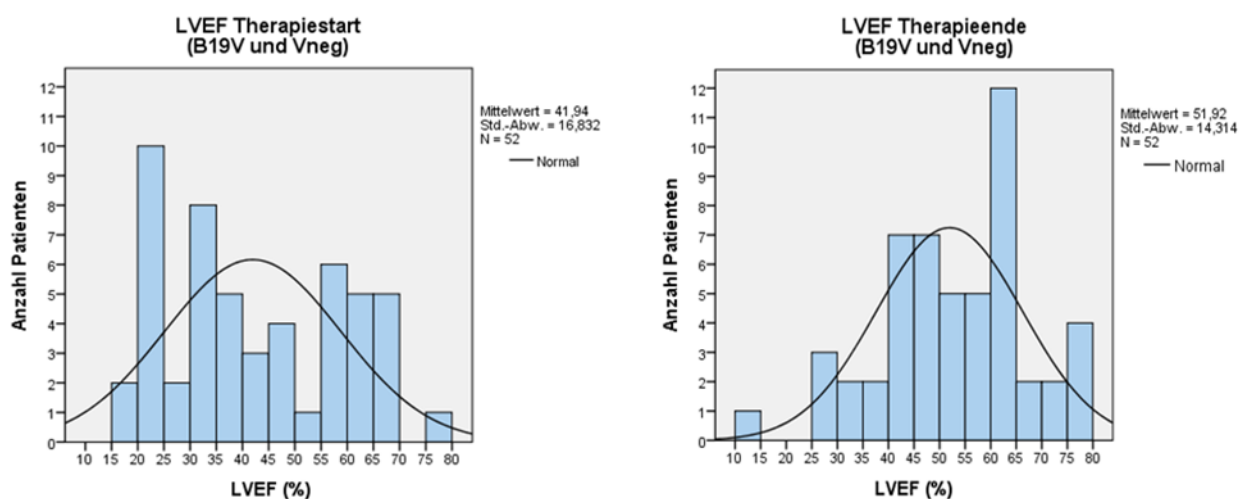 LVEF Therapiestart
(B19V und Vneg)
12
11
10
9
8
7
6
5
4
3
2
1
0
Anzahl Patienten
10 15 20 25 30 35 40 45 50 55 60 65 70 75 80
LVEF (%)
Mittelwert = 41,94
Std.-Abw. = 16,832
N = 52
Normal
LVEF Therapieende
(B19V und Vneg)
12
11
10
9
8
7
6
5
4
3
2
1
0
Anzahl Patienten
10 15 20 25 30 35 40 45 50 55 60 65 70 75 80
LVEF (%)
Mittelwert = 51,92
Std.-Abw. = 14,314
N = 52
Normal